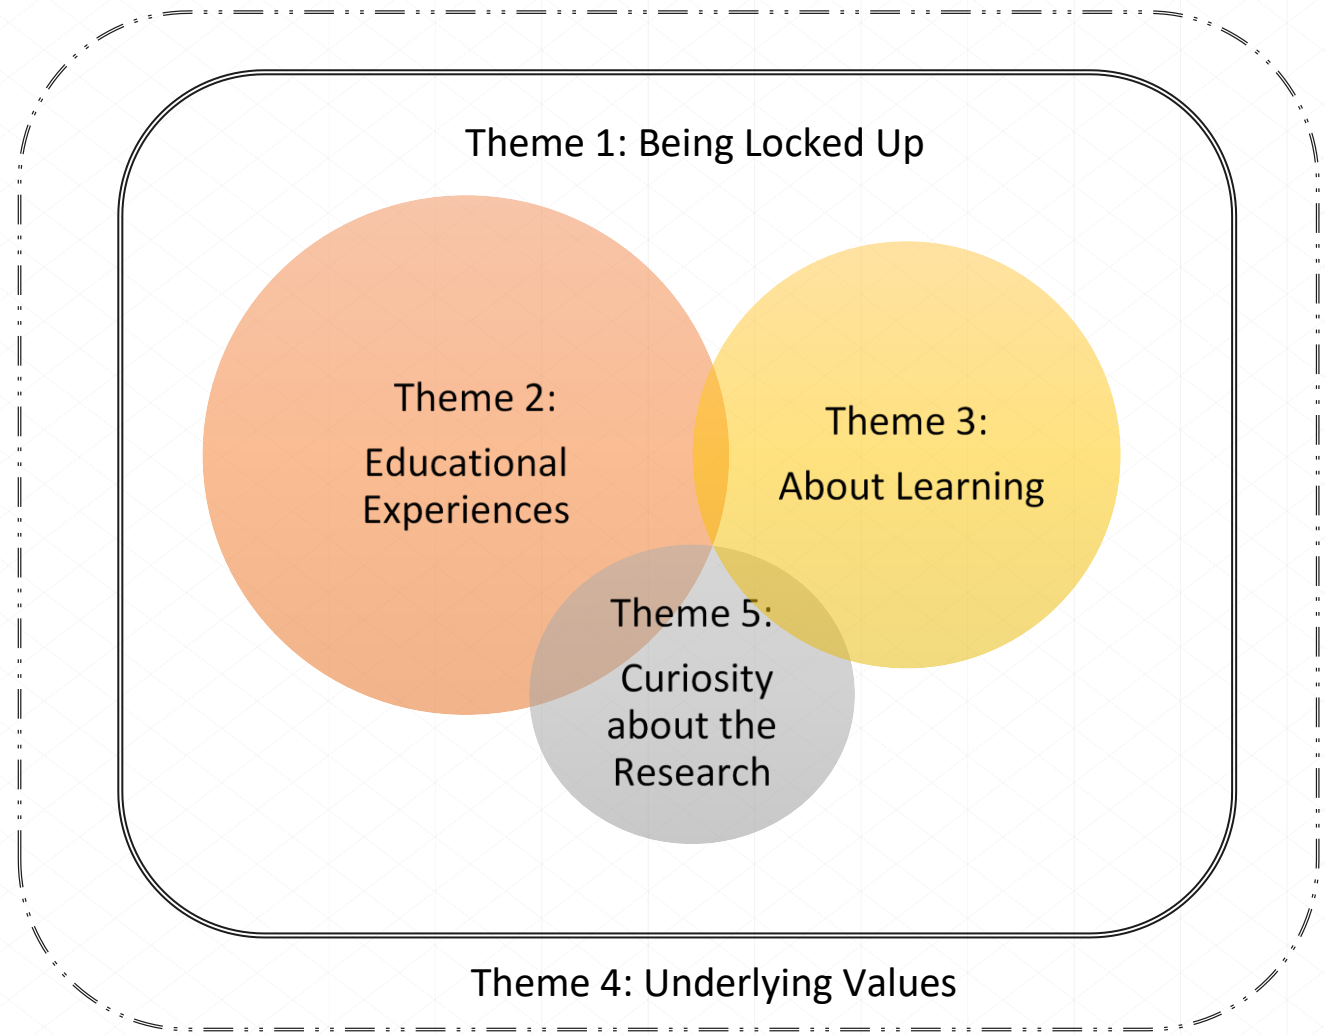 Theme 1: Being Locked Up
Theme 2:
Educational
Experiences
Theme 3:
About Learning
Theme 5:
Curiosity
about the
Research
Theme 4: Underlying Values